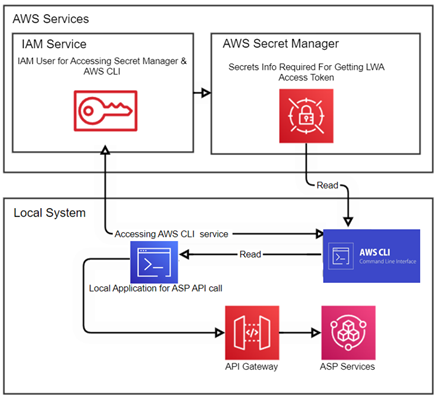 AWS Services
IAM Service
IAM User for Accessing Secret Manager &
AWS CLI
AWS Secret Manager
Secrets Info Required For Getting LWA
Access Token
Read
Local System
Accessing AWS CLI service
AWS CLI
Command Line Interface
Read
Local Application for ASP API call
API Gateway
ASP Services